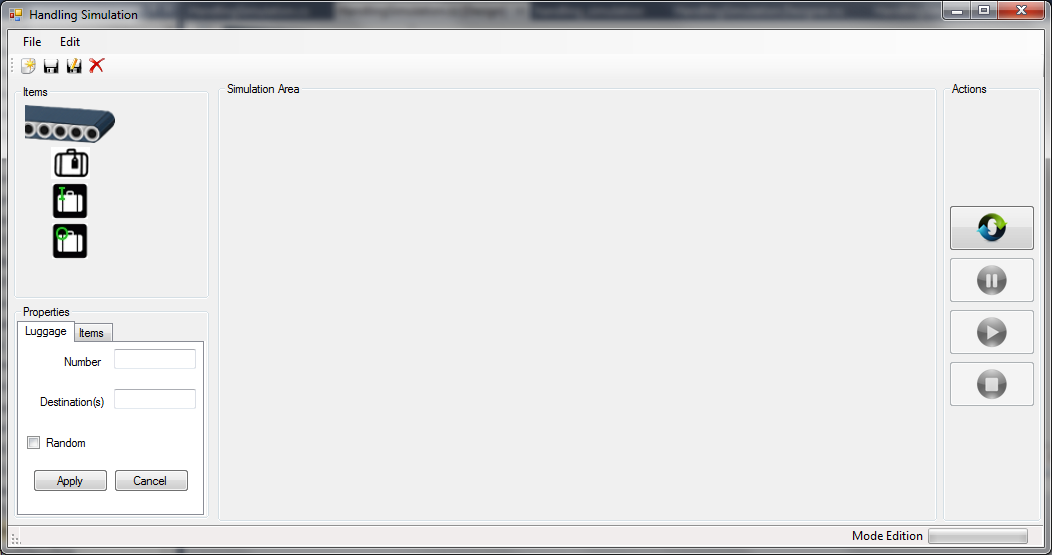 Handling Simulation
File Edit
Items
Simulation Area
Actions
Properties
Luggage Items
Number
Destination(s)
Random
Apply Cancel
Mode Edition